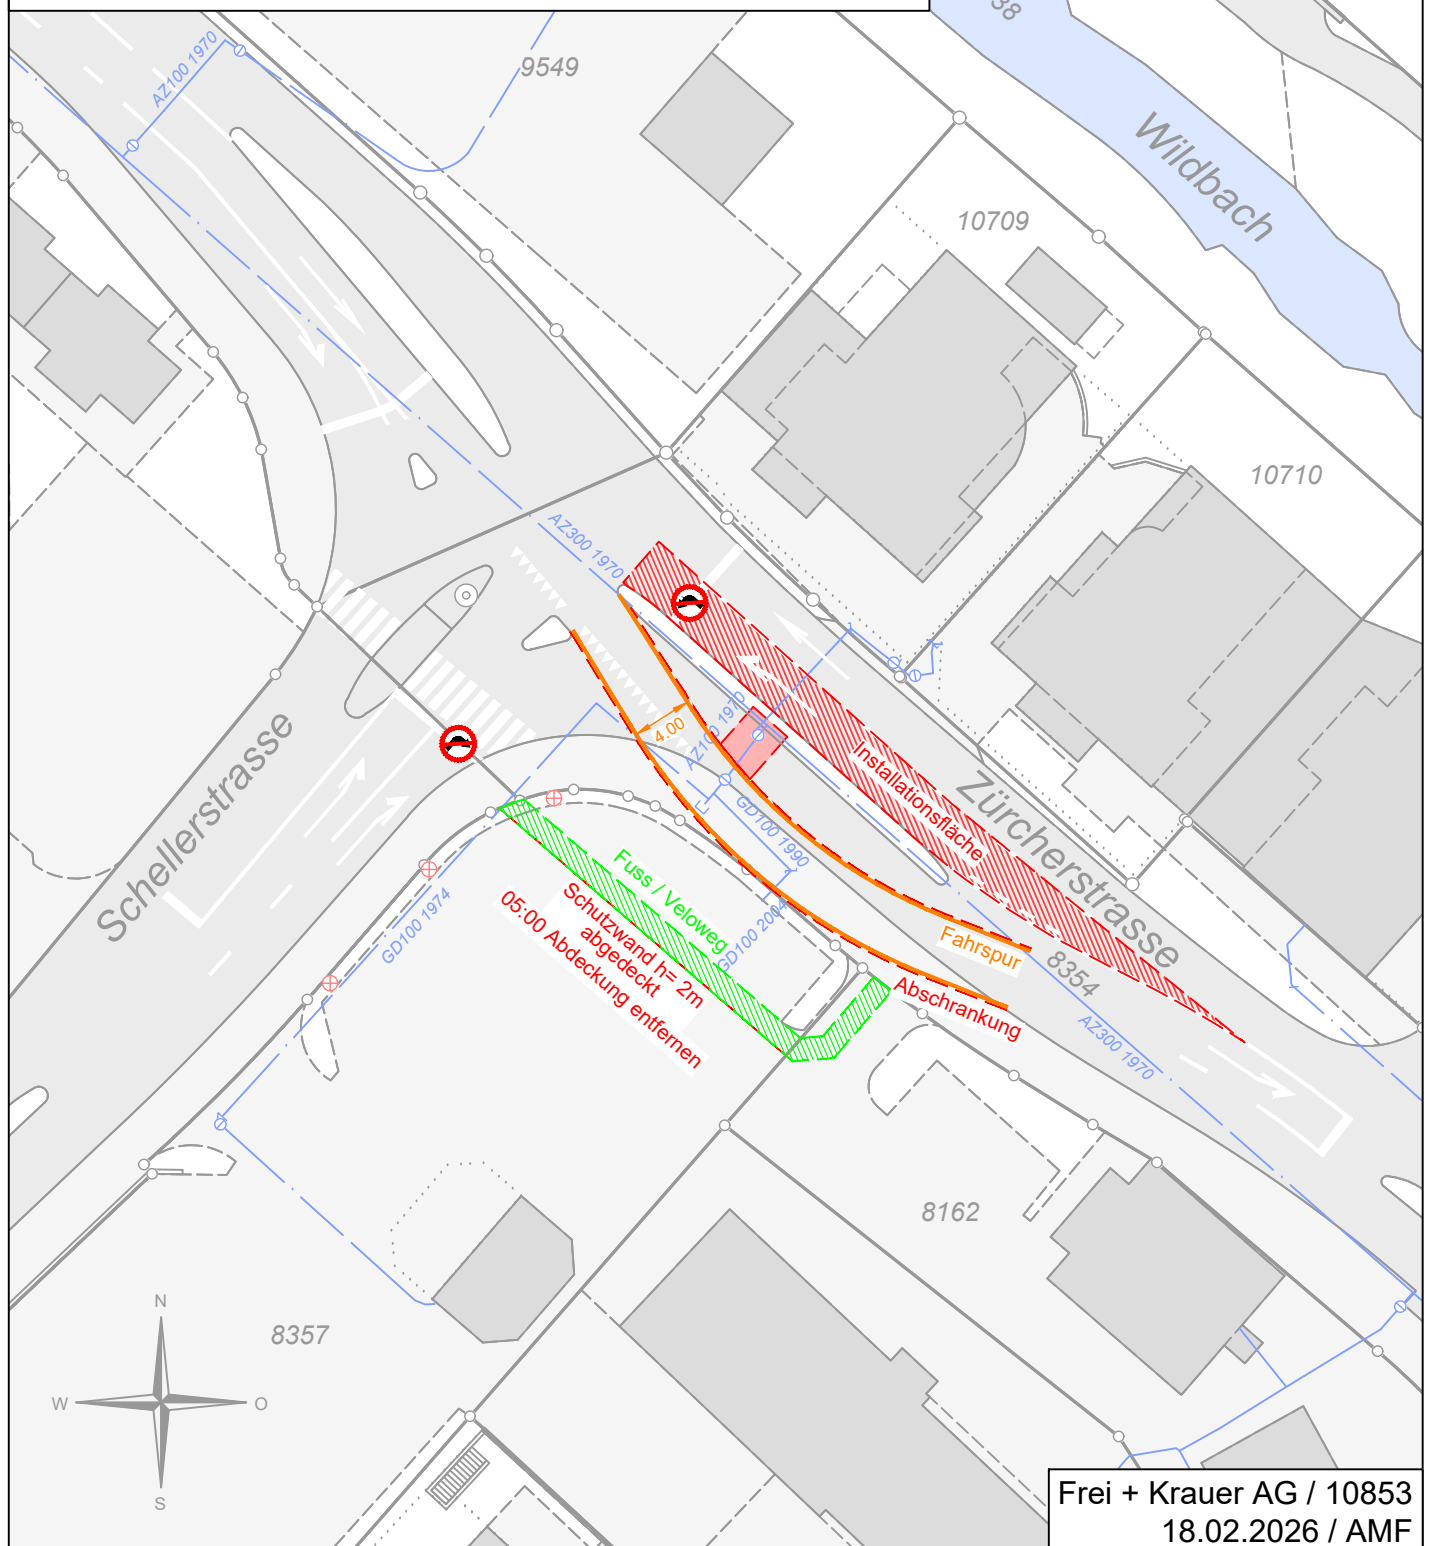 38
AZ100 1970
9549
Wildbach
10709
10710
AZ300 1970
4.00
AZ100 1970
Installationsfläche
Zürcherstrasse
Schellerstrasse
GD100 1990
Fuss / Veloweg
Schutzwand h= 2m
abgedeckt
05:00 Abdeckung entfernen
GD100 2004
GD100 1974
Fahrspur
8354
Abschrankung
AZ300 1970
8162
8357
N
W
O
S
Frei + Krauer AG / 10853
18.02.2026 / AMF